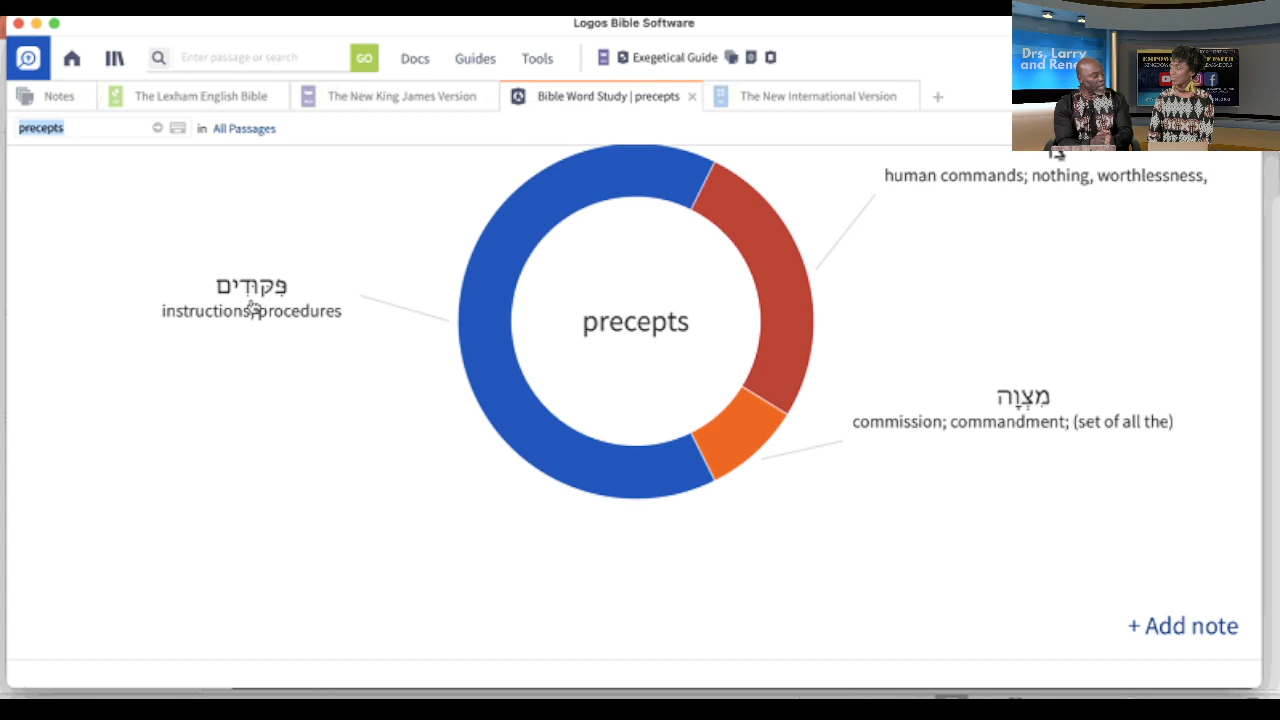 Logos Bible Software
Enter passage or search
GO
Docs
Guides
Tools
Exegetical Guide
Notes
The Lexham English Bible
The New King James Version
Bible Word Study | precepts
The New International Version
precepts
in All Passages
human commands; nothing, worthlessness,
פִּקּוּדִים
instructions, procedures
precepts
מִצְוָה
commission; commandment; (set of all the)
+ Add note
Drs. Larry